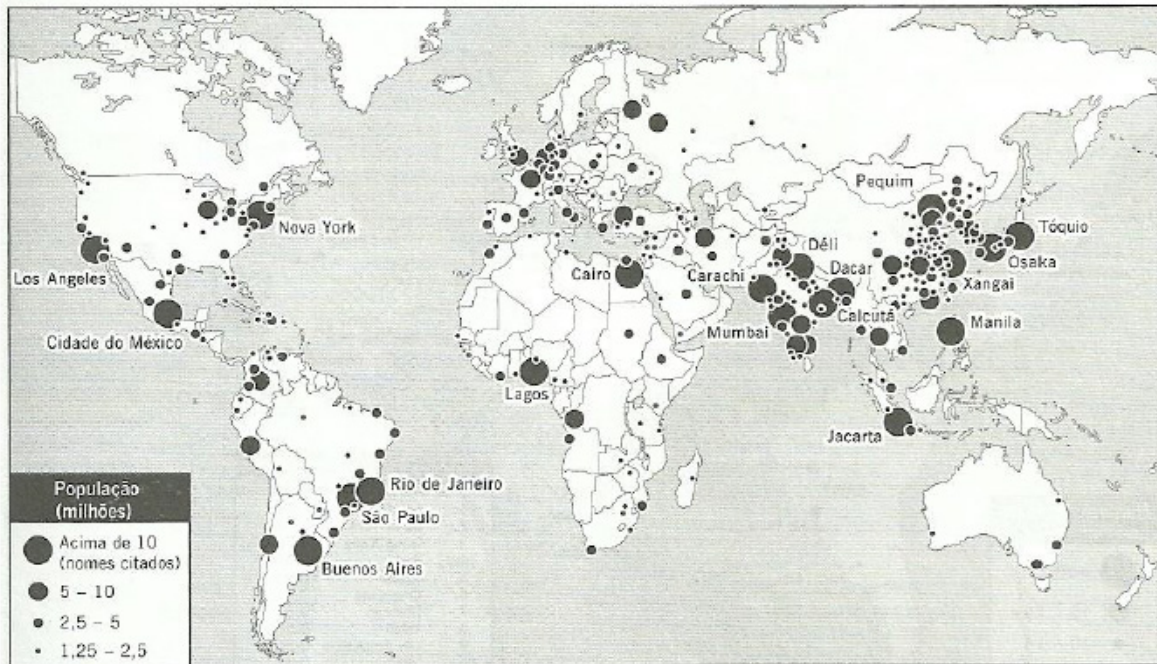 Nova York
Los Angeles
Cidade do México
Cairo
Lagos
Carachi
Déli
Dacar
Calcutá
Mumbai
Pequim
Tóquio
Osaka
Xangai
Manila
Jacarta
Rio de Janeiro
São Paulo
Buenos Aires
População
(milhões)
Acima de 10
(nomes citados)
5 – 10
2,5 – 5
1,25 – 2,5